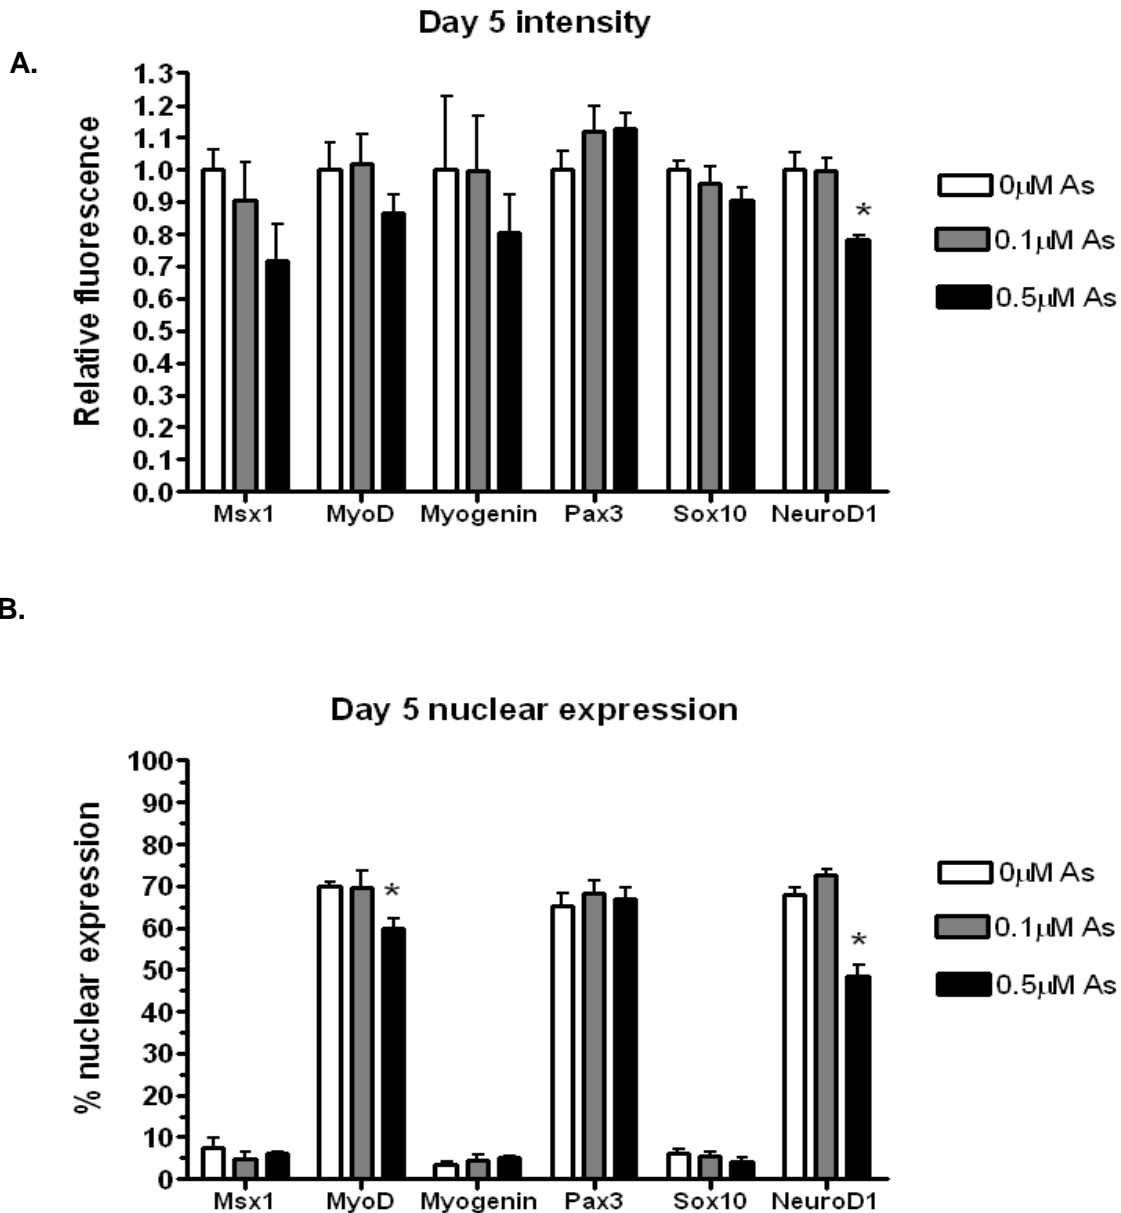 Day 5 intensity
A.
Relative fluorescence
1.3
1.2
1.1
1.0
0.9
0.8
0.7
0.6
0.5
0.4
0.3
0.2
0.1
0.0
*
Msx1 MyoD Myogenin Pax3 Sox10 NeuroD1
0μM As
0.1μM As
0.5μM As
B.
Day 5 nuclear expression
% nuclear expression
100
90
80
70
60
50
40
30
20
10
0
*
*
Msx1 MyoD Myogenin Pax3 Sox10 NeuroD1
0μM As
0.1μM As
0.5μM As